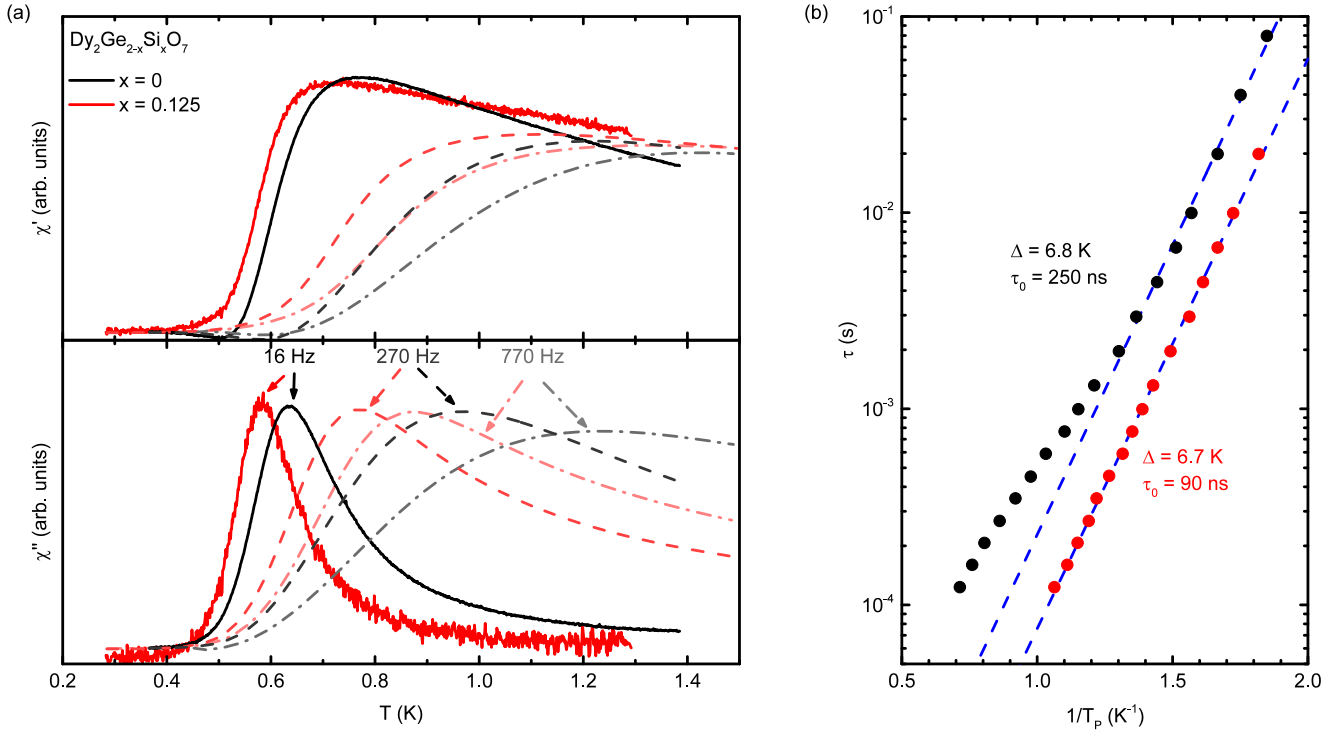 (a)
Dy₂Ge₂₋ₓSiₓO₇
x = 0
x = 0.125
χ' (arb. units)
16 Hz
270 Hz
770 Hz
χ'' (arb. units)
0.2 0.4 0.6 0.8 1.0 1.2 1.4
T (K)
(b)
10⁻¹
10⁻²
10⁻³
10⁻⁴
τ (s)
Δ = 6.8 K
τ₀ = 250 ns
Δ = 6.7 K
τ₀ = 90 ns
0.5 1.0 1.5 2.0
1/T_P (K⁻¹)